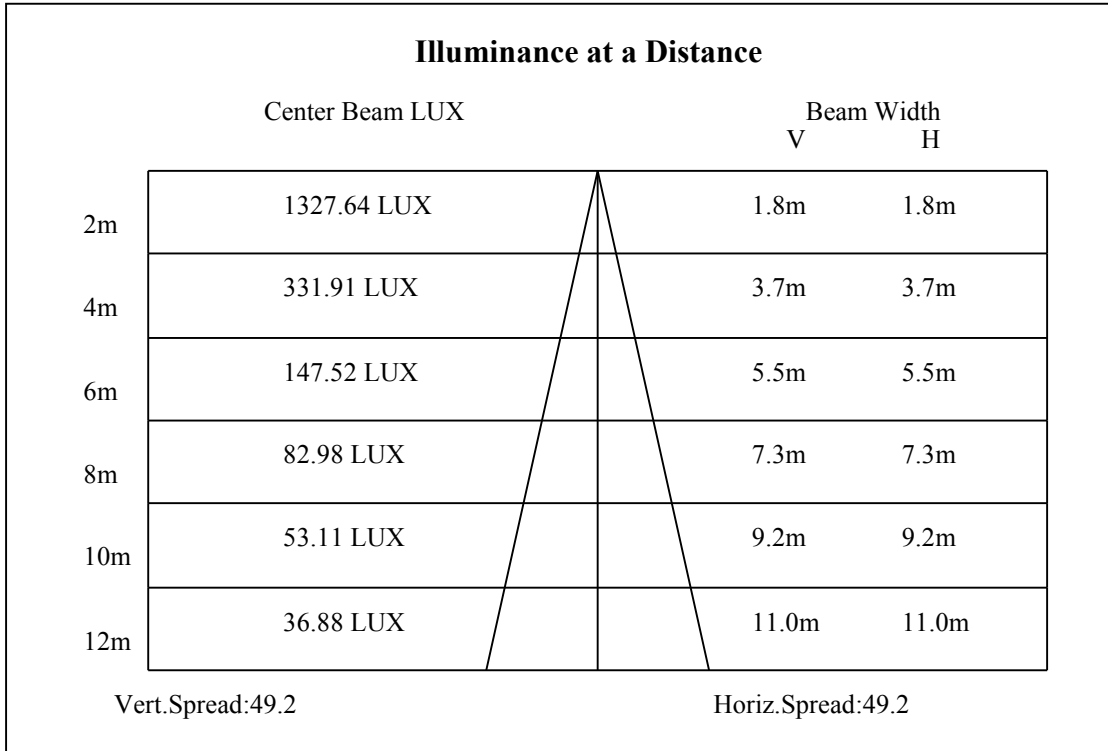 Illuminance at a Distance
Center Beam LUX Beam Width
V H
2m 1327.64 LUX 1.8m 1.8m
4m 331.91 LUX 3.7m 3.7m
6m 147.52 LUX 5.5m 5.5m
8m 82.98 LUX 7.3m 7.3m
10m 53.11 LUX 9.2m 9.2m
12m 36.88 LUX 11.0m 11.0m
Vert.Spread:49.2 Horiz.Spread:49.2